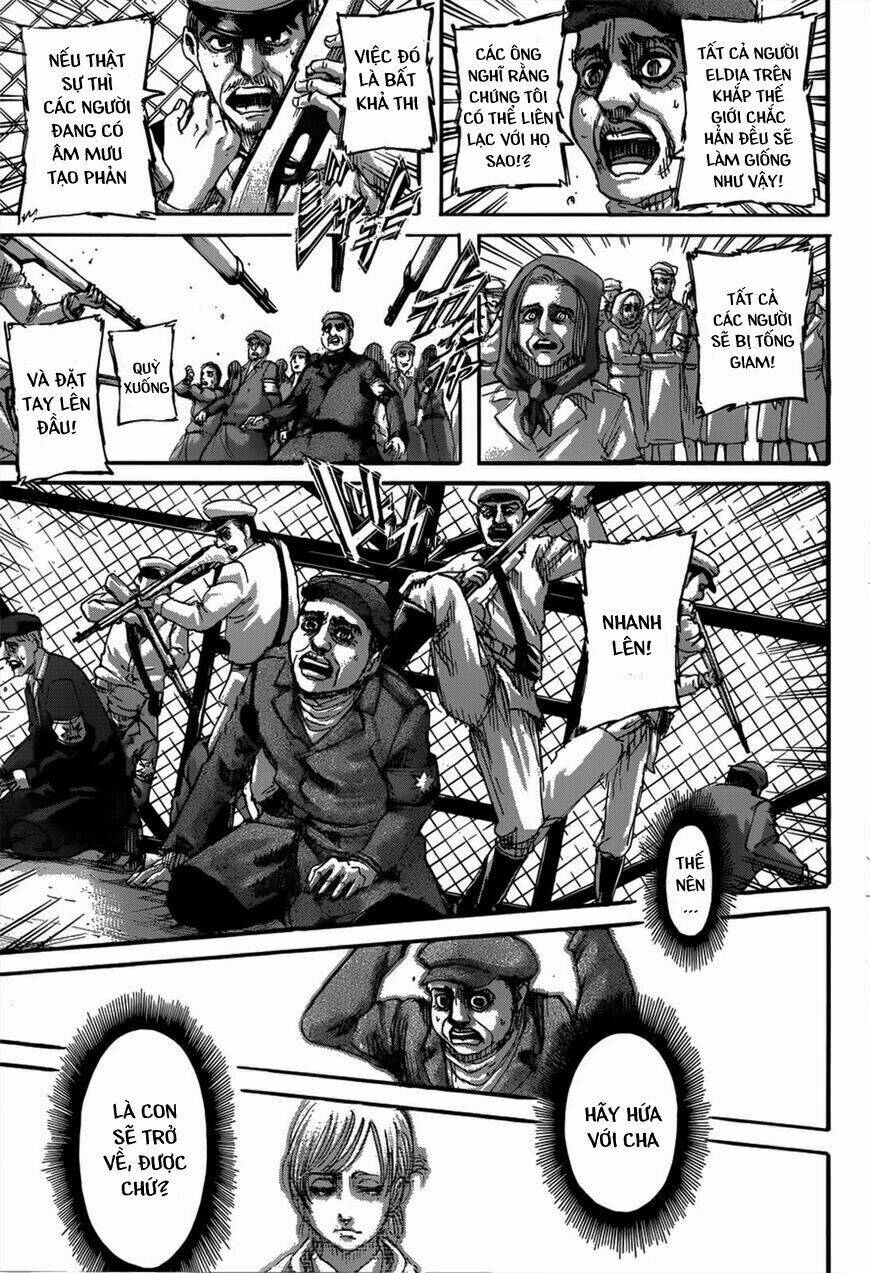 TẤT CẢ NGƯỜI
ELDIA TRÊN
KHẮP THẾ
GIỚI CHẮC
HẲN ĐỀU SẼ
LÀM GIỐNG
NHƯ VẬY!
CÁC ÔNG
NGHĨ RẰNG
CHÚNG TÔI
CÓ THỂ LIÊN
LẠC VỚI HỌ
SAO!?
VIỆC ĐÓ
LÀ BẤT
KHẢ THI
NẾU THẬT
SỰ THÌ
CÁC NGƯỜI
ĐANG CÓ
ÂM MƯU
TẠO PHẢN
TẤT CẢ
CÁC NGƯỜI
SẼ BỊ TỐNG
GIAM!
QUỲ
XUỐNG
VÀ ĐẶT
TAY LÊN
ĐẦU!
NHANH
LÊN!
THẾ
NÊN
...
HÃY HỨA
VỚI CHA
LÀ CON
SẼ TRỞ
VỀ, ĐƯỢC
CHỨ?